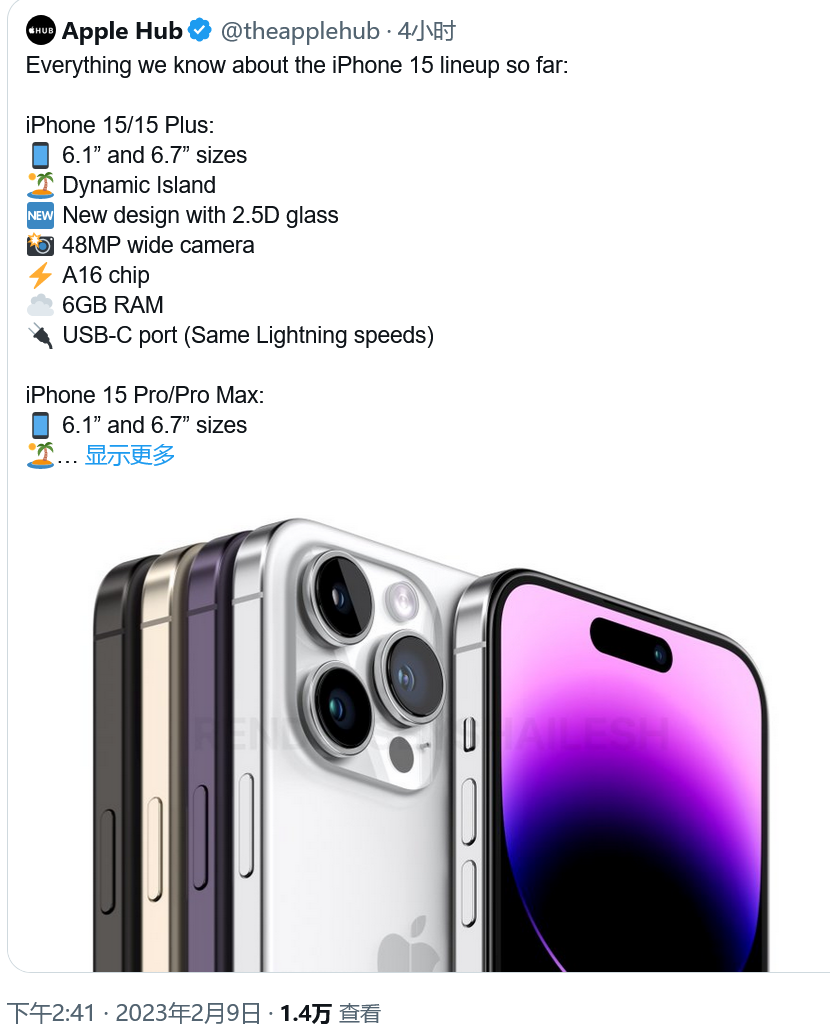 Apple Hub @theapplehub · 4小时
Everything we know about the iPhone 15 lineup so far:
iPhone 15/15 Plus:
6.1” and 6.7” sizes
Dynamic Island
NEW New design with 2.5D glass
48MP wide camera
A16 chip
6GB RAM
USB-C port (Same Lightning speeds)
iPhone 15 Pro/Pro Max:
6.1” and 6.7” sizes
… 显示更多
下午2:41 · 2023年2月9日 · 1.4万 查看